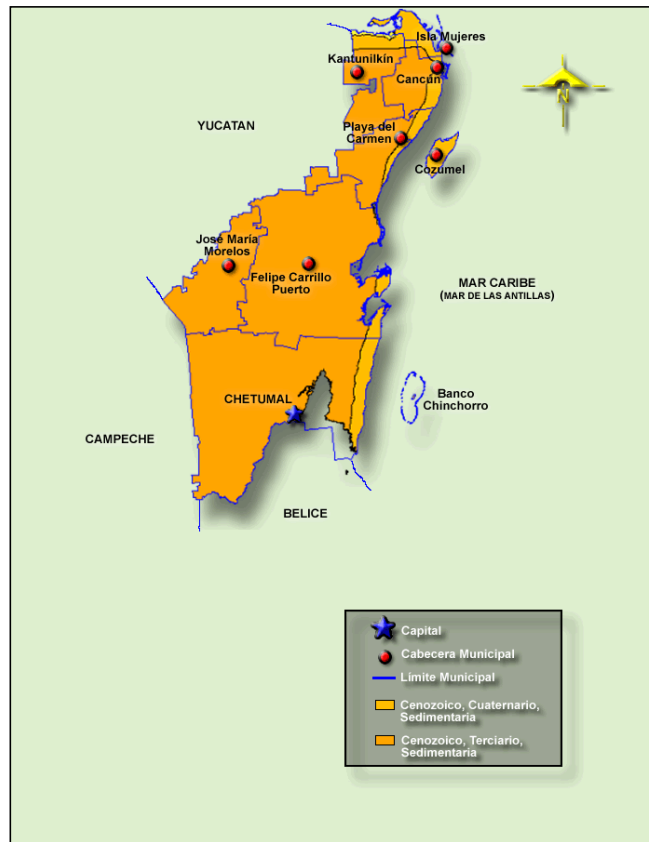 Isla Mujeres
Kantunilkín
Cancún
N
YUCATAN
Playa del
Carmen
Cozumel
José María
Morelos
Felipe Carrillo
Puerto
MAR CARIBE
(MAR DE LAS ANTILLAS)
CHETUMAL
Banco
Chinchorro
CAMPECHE
BELICE
Capital
Cabecera Municipal
Límite Municipal
Cenozoico, Cuaternario,
Sedimentaria
Cenozoico, Terciario,
Sedimentaria